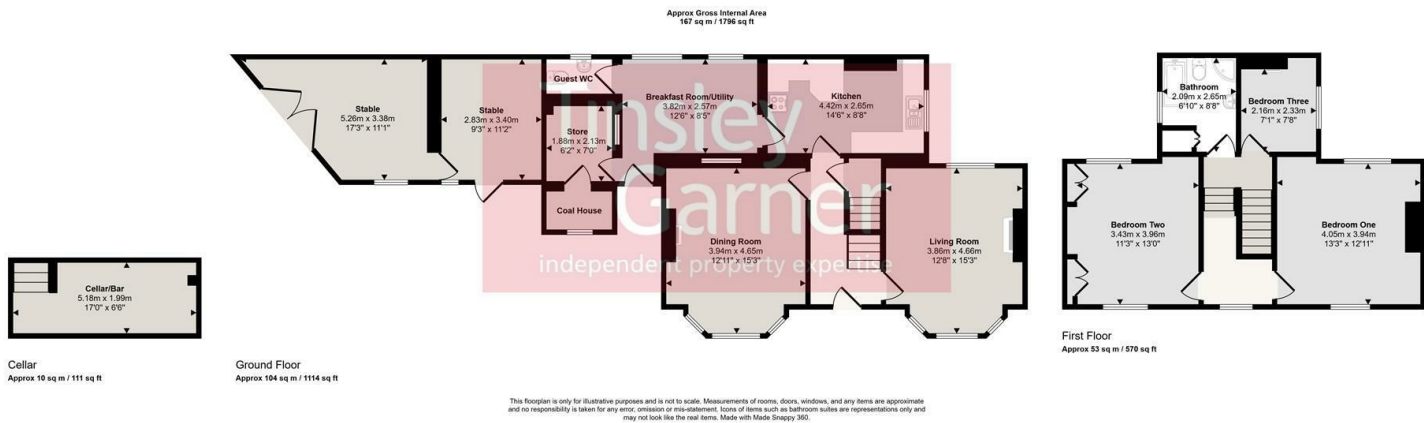 Approx Gross Internal Area
167 sq m / 1796 sq ft
Stable
5.26m x 3.38m
17'3" x 11'1"
Stable
2.83m x 3.40m
9'3" x 11'2"
Guest WC
Store
1.88m x 2.13m
6'2" x 7'0"
Coal House
Breakfast Room/Utility
3.82m x 2.57m
12'6" x 8'5"
Kitchen
4.42m x 2.65m
14'6" x 8'8"
Dining Room
3.94m x 4.65m
12'11" x 15'3"
Living Room
3.86m x 4.66m
12'8" x 15'3"
Tinsley
Garner
independent property expertise
Bathroom
2.09m x 2.65m
6'10" x 8'8"
Bedroom Three
2.16m x 2.33m
7'1" x 7'8"
Bedroom Two
3.43m x 3.96m
11'3" x 13'0"
Bedroom One
4.05m x 3.94m
13'3" x 12'11"
Cellar/Bar
5.18m x 1.99m
17'0" x 6'6"
Cellar
Approx 10 sq m / 111 sq ft
Ground Floor
Approx 104 sq m / 1114 sq ft
First Floor
Approx 53 sq m / 570 sq ft
This floorplan is only for illustrative purposes and is not to scale. Measurements of rooms, doors, windows, and any items are approximate
and no responsibility is taken for any error, omission or mis-statement. Icons of items such as bathroom suites are representations only and
may not look like the real items. Made with Made Snappy 360.